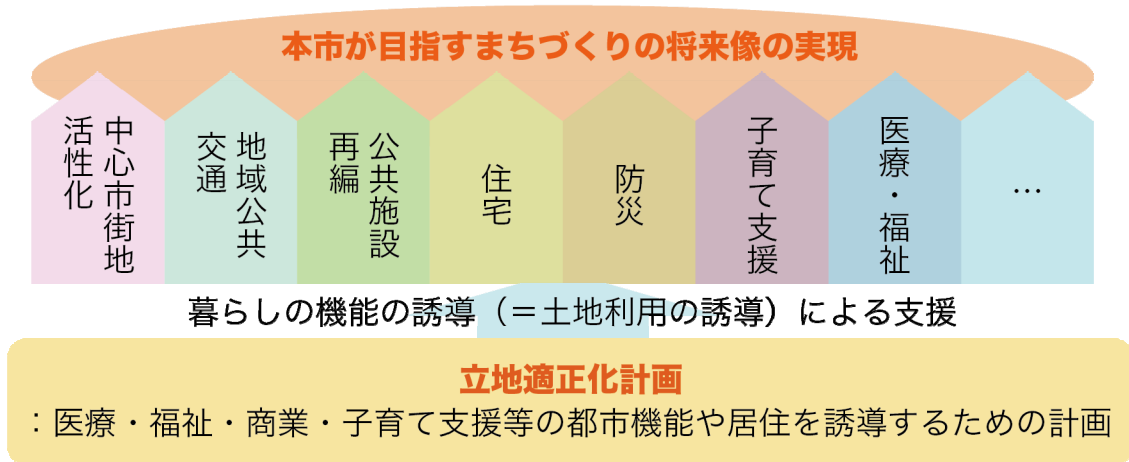 本市が目指すまちづくりの将来像の実現
中心市街地
活性化
地域公共
交通
公共施設
再編
住宅
防災
子育て支援
医療・福祉
…
暮らしの機能の誘導（＝土地利用の誘導）による支援
立地適正化計画
：医療・福祉・商業・子育て支援等の都市機能や居住を誘導するための計画